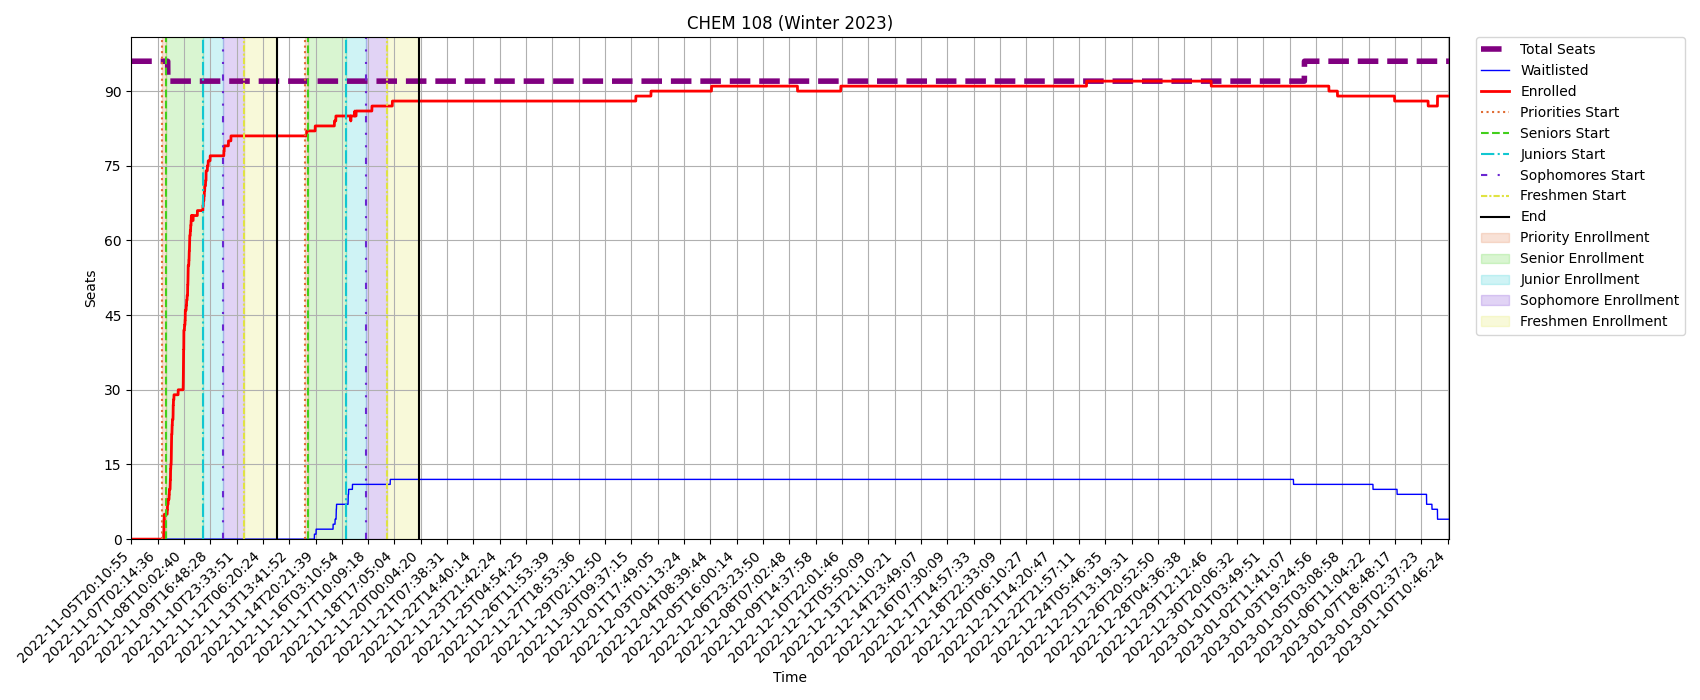 CHEM 108 (Winter 2023)
Total Seats
Waitlisted
Enrolled
Priorities Start
Seniors Start
Juniors Start
Sophomores Start
Freshmen Start
End
Priority Enrollment
Senior Enrollment
Junior Enrollment
Sophomore Enrollment
Freshmen Enrollment
Seats
90
75
60
45
30
15
0
2022-11-05T20:10:55
2022-11-07T02:14:36
2022-11-08T10:02:40
2022-11-09T16:48:28
2022-11-10T23:33:51
2022-11-12T06:20:24
2022-11-13T13:41:52
2022-11-14T20:21:39
2022-11-16T03:10:54
2022-11-17T10:09:18
2022-11-18T17:05:04
2022-11-20T00:04:20
2022-11-21T07:38:31
2022-11-22T14:40:14
2022-11-23T21:42:24
2022-11-25T04:54:25
2022-11-26T11:53:39
2022-11-27T18:53:36
2022-11-29T02:12:50
2022-11-30T09:37:15
2022-12-01T17:49:05
2022-12-03T01:13:24
2022-12-04T08:39:44
2022-12-05T16:00:14
2022-12-06T23:23:50
2022-12-08T07:02:48
2022-12-09T14:37:58
2022-12-10T22:01:46
2022-12-12T05:50:09
2022-12-13T21:10:21
2022-12-14T23:49:07
2022-12-16T07:30:09
2022-12-17T14:57:33
2022-12-18T22:33:09
2022-12-20T06:10:27
2022-12-21T14:20:47
2022-12-22T21:57:11
2022-12-24T05:46:35
2022-12-25T13:19:31
2022-12-26T20:52:50
2022-12-28T04:36:38
2022-12-29T12:12:46
2022-12-30T20:06:32
2023-01-01T03:49:51
2023-01-02T11:41:07
2023-01-03T19:24:56
2023-01-05T03:08:58
2023-01-06T11:04:22
2023-01-07T18:48:17
2023-01-09T02:37:23
2023-01-10T10:46:24
Time